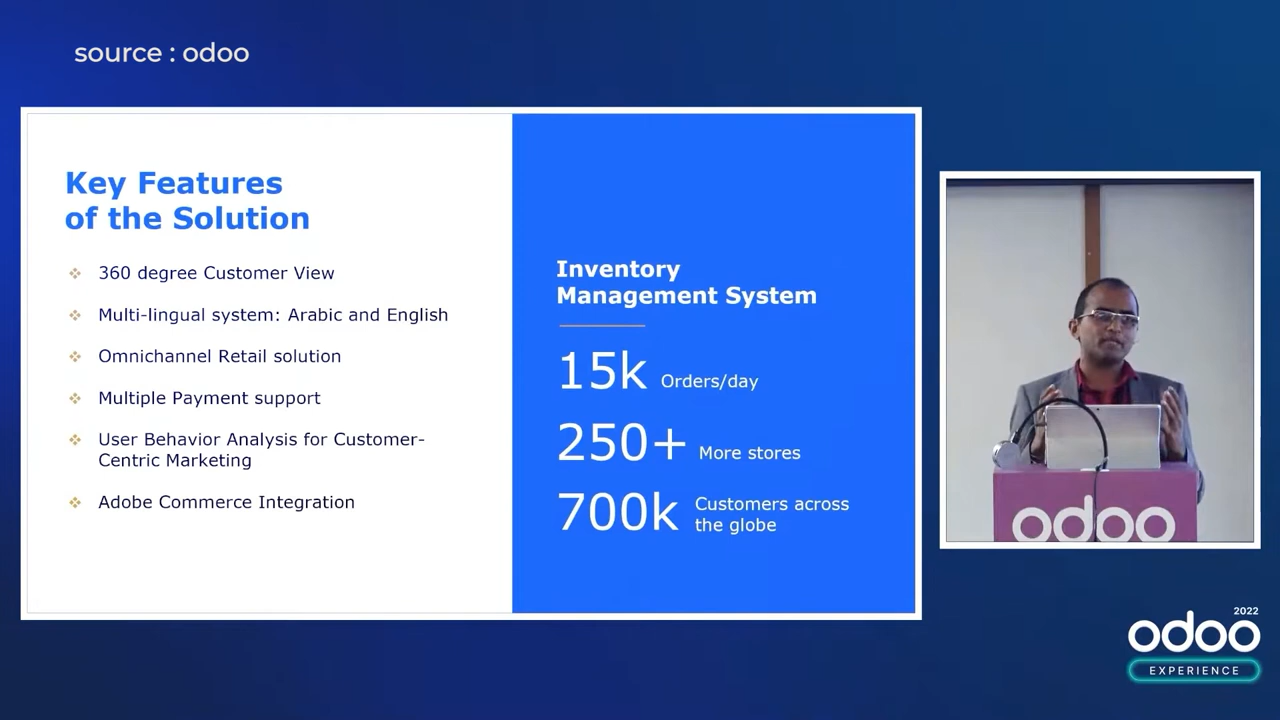 source : odoo
Key Features
of the Solution
360 degree Customer View
Multi-lingual system: Arabic and English
Omnichannel Retail solution
Multiple Payment support
User Behavior Analysis for Customer-
Centric Marketing
Adobe Commerce Integration
Inventory
Management System
15k Orders/day
250+ More stores
700k Customers across
the globe
odoo
2022
odoo
EXPERIENCE